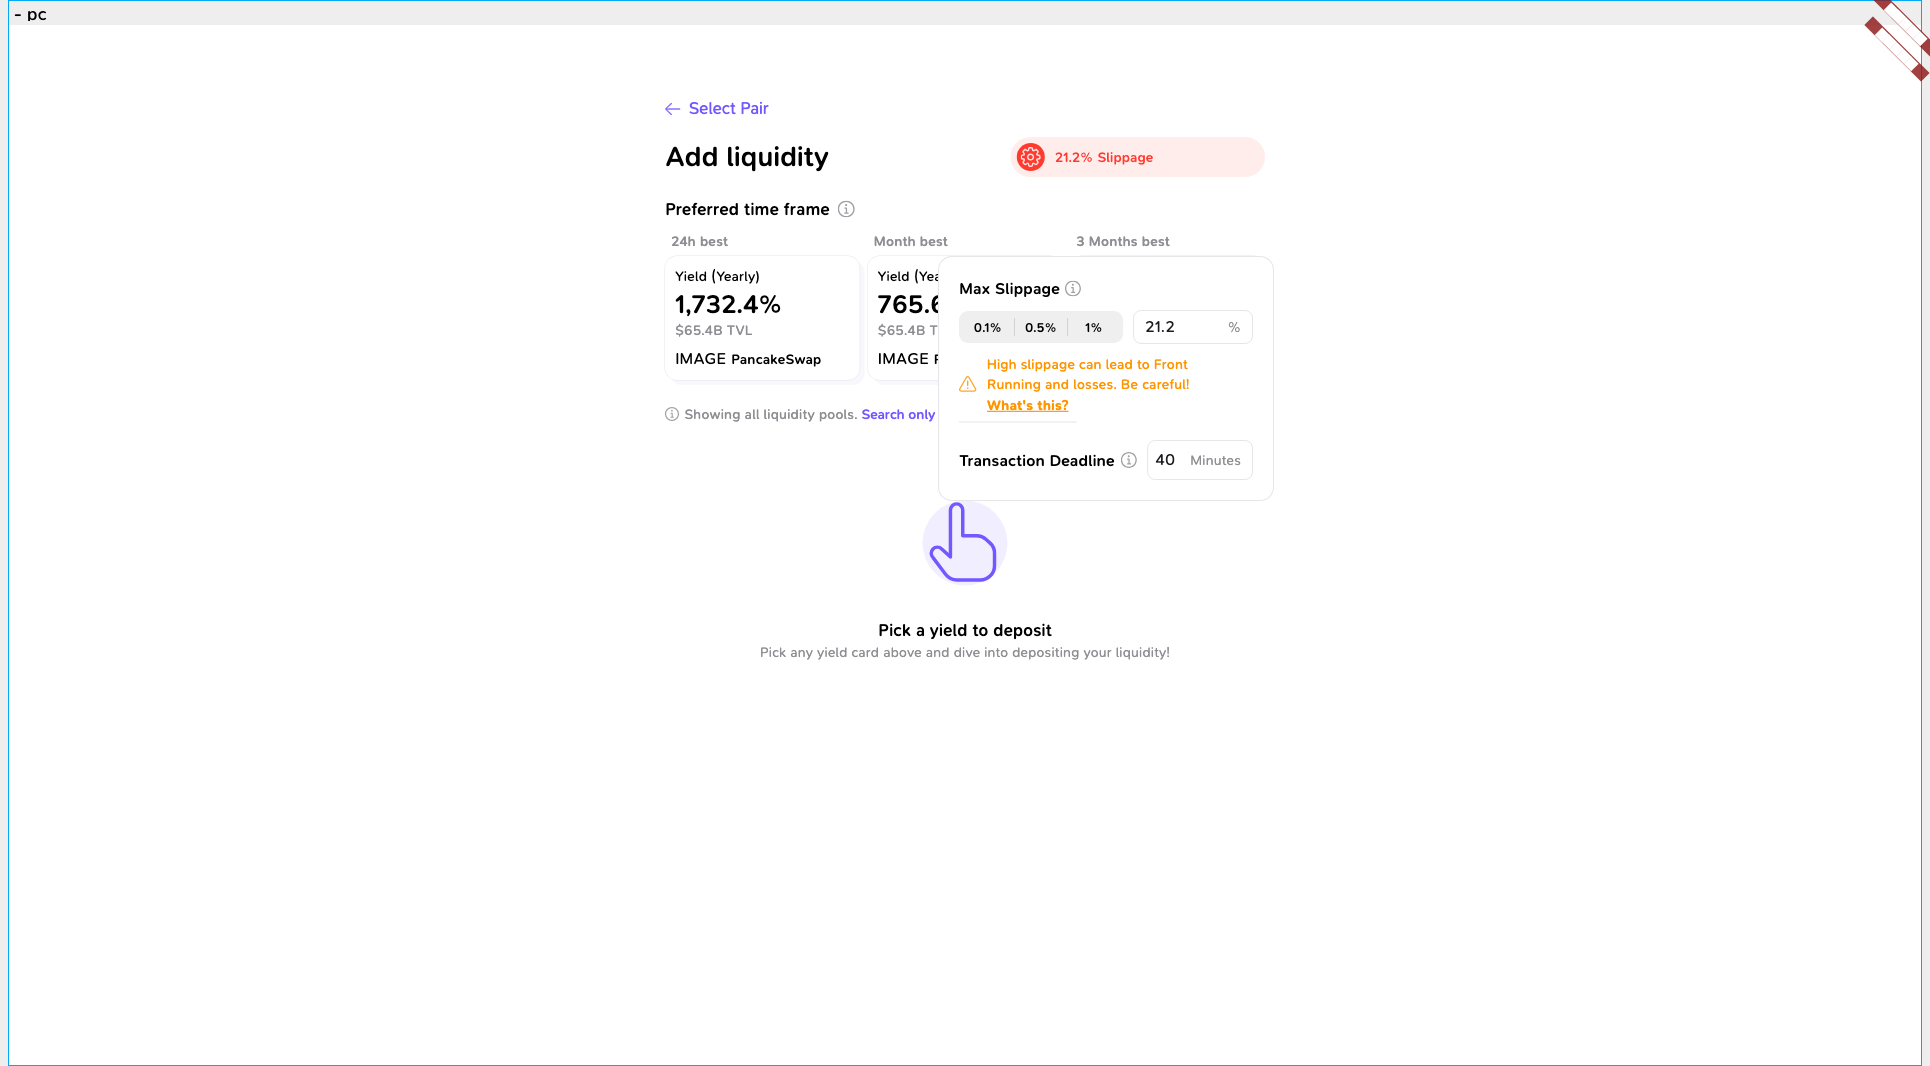 - pc
Select Pair
Add liquidity
21.2% Slippage
Preferred time frame
24h best
Month best
3 Months best
Yield (Yearly)
1,732.4%
$65.4B TVL
IMAGE PancakeSwap
Yield
765.
$65.4B
IMAGE
Max Slippage
0.1% 0.5% 1%
21.2 %
High slippage can lead to Front
Running and losses. Be careful!
What's this?
Transaction Deadline
40 Minutes
Showing all liquidity pools. Search only
Pick a yield to deposit
Pick any yield card above and dive into depositing your liquidity!